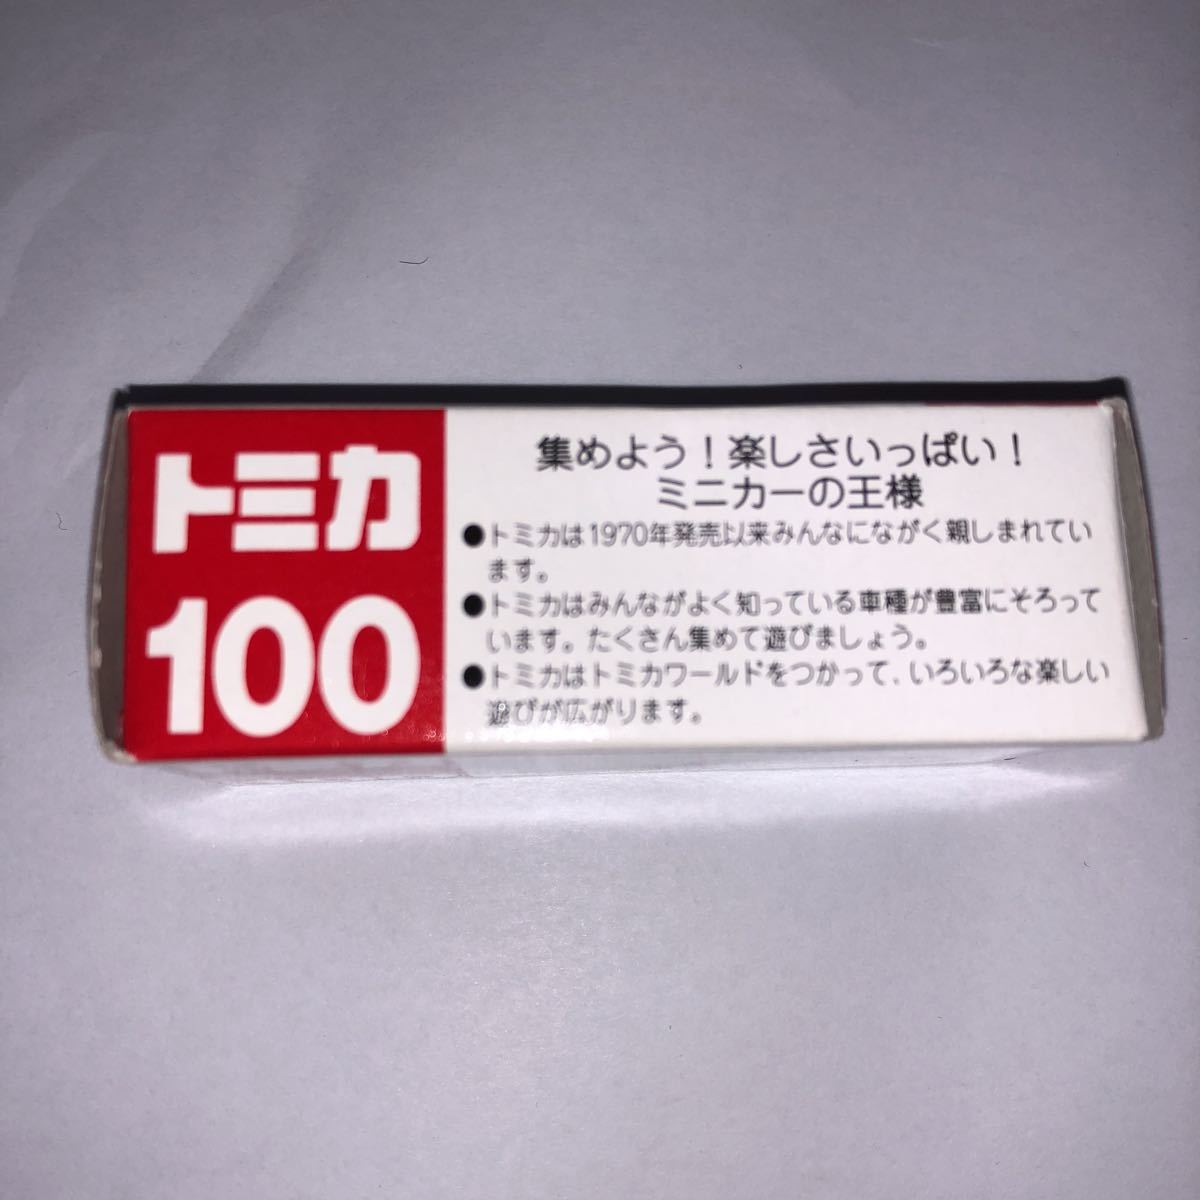 トミカ
100
集めよう！楽しさいっぱい！
ミニカーの王様
●トミカは1970年発売以来みんなにながく親しまれてい
ます。
●トミカはみんながよく知っている車種が豊富にそろって
います。たくさん集めて遊びましょう。
●トミカはトミカワールドをつかって、いろいろな楽しい
遊びが広がります。